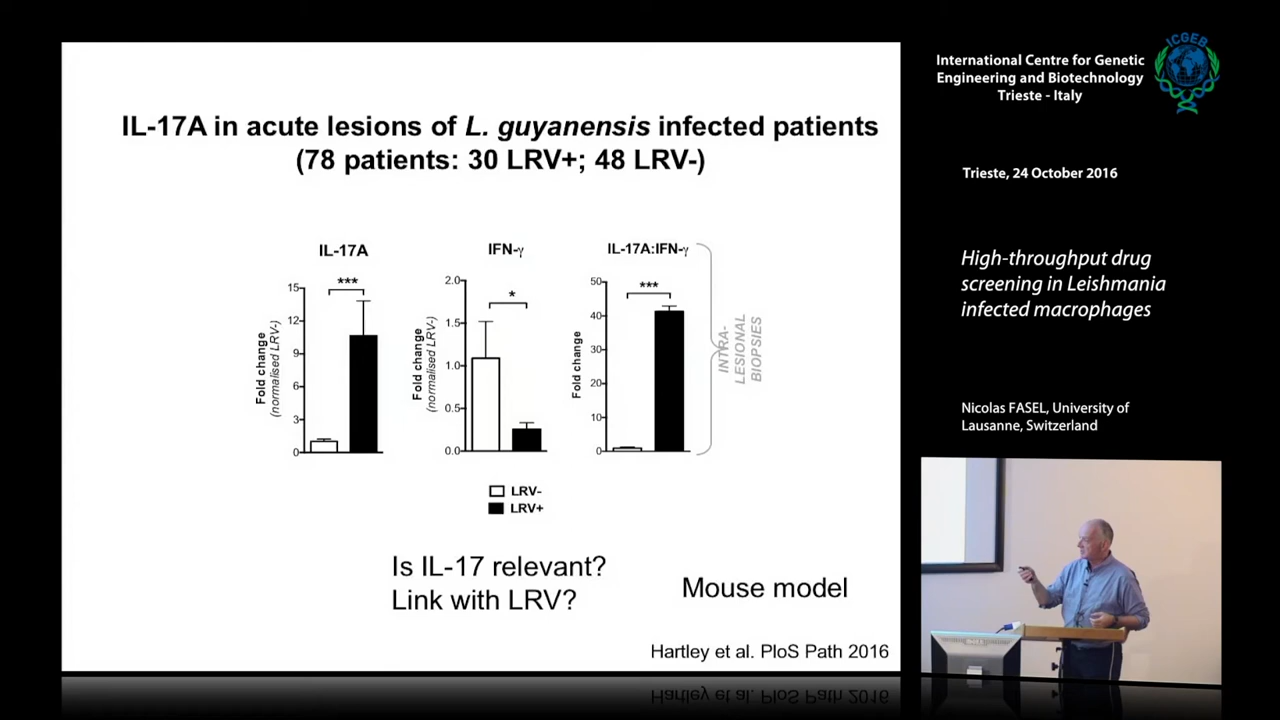 IL-17A in acute lesions of L. guyanensis infected patients
(78 patients: 30 LRV+; 48 LRV-)
IL-17A
***
15
12
9
6
3
0
Fold change
(normalised LRV-)
IFN-γ
*
2.0
1.5
1.0
0.5
0.0
Fold change
(normalised LRV-)
IL-17A:IFN-γ
***
50
40
30
20
10
0
Fold change
INTRA-
LESIONAL
BIOPSIES
LRV-
LRV+
Is IL-17 relevant?
Link with LRV?
Mouse model
Hartley et al. PloS Path 2016
International Centre for Genetic
Engineering and Biotechnology
Trieste - Italy
ICGEB
Trieste, 24 October 2016
High-throughput drug
screening in Leishmania
infected macrophages
Nicolas FASEL, University of
Lausanne, Switzerland